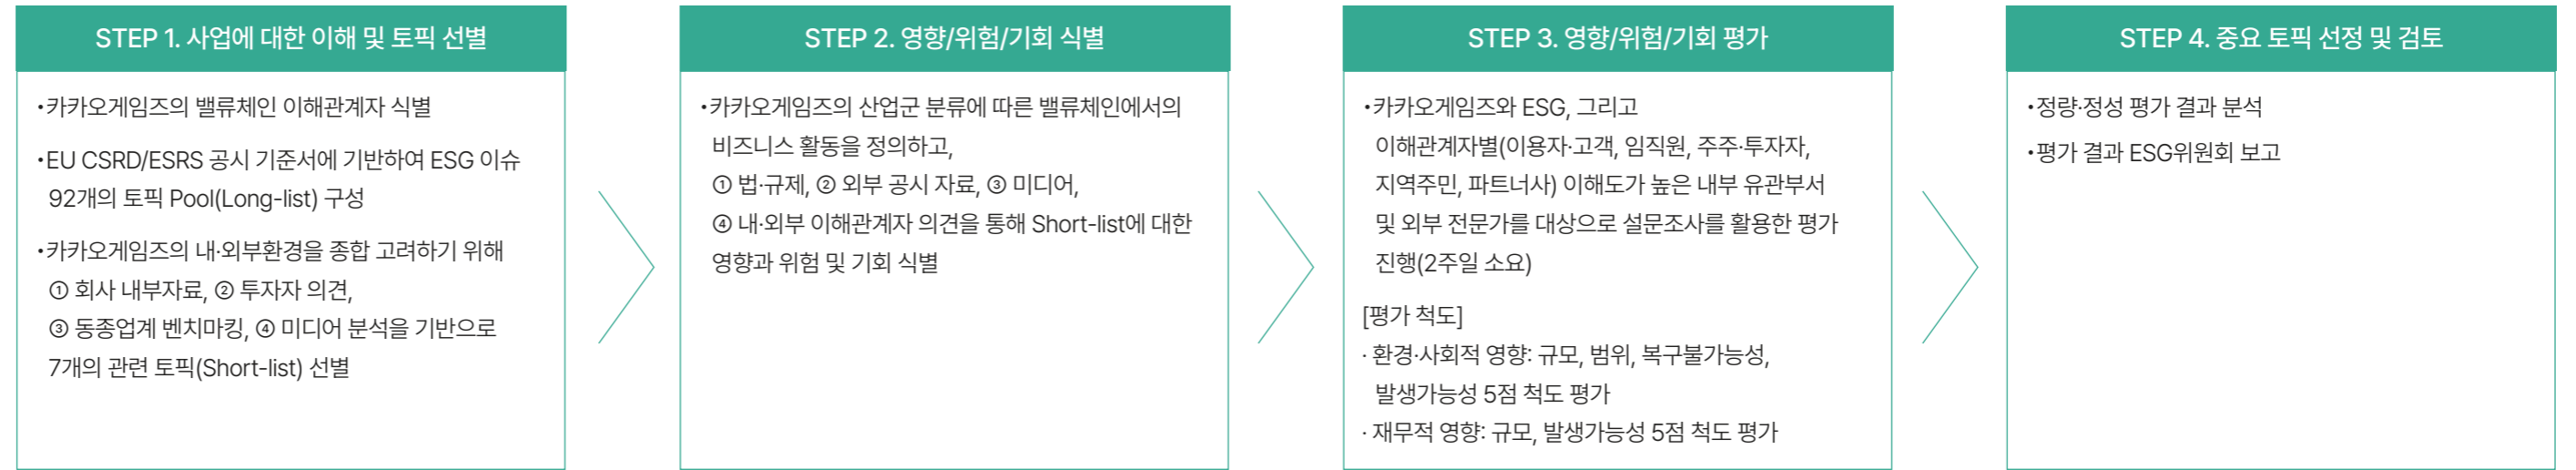 STEP 1. 사업에 대한 이해 및 토픽 선별
•카카오게임즈의 밸류체인 이해관계자 식별
•EU CSRD/ESRS 공시 기준서에 기반하여 ESG 이슈
92개의 토픽 Pool(Long-list) 구성
•카카오게임즈의 내·외부환경을 종합 고려하기 위해
① 회사 내부자료, ② 투자자 의견,
③ 동종업계 벤치마킹, ④ 미디어 분석을 기반으로
7개의 관련 토픽(Short-list) 선별
STEP 2. 영향/위험/기회 식별
•카카오게임즈의 산업군 분류에 따른 밸류체인에서의
비즈니스 활동을 정의하고,
① 법·규제, ② 외부 공시 자료, ③ 미디어,
④ 내·외부 이해관계자 의견을 통해 Short-list에 대한
영향과 위험 및 기회 식별
STEP 3. 영향/위험/기회 평가
•카카오게임즈와 ESG, 그리고
이해관계자별(이용자·고객, 임직원, 주주·투자자,
지역주민, 파트너사) 이해도가 높은 내부 유관부서
및 외부 전문가를 대상으로 설문조사를 활용한 평가
진행(2주일 소요)
[평가 척도]
· 환경·사회적 영향: 규모, 범위, 복구불가능성,
발생가능성 5점 척도 평가
· 재무적 영향: 규모, 발생가능성 5점 척도 평가
STEP 4. 중요 토픽 선정 및 검토
•정량·정성 평가 결과 분석
•평가 결과 ESG위원회 보고